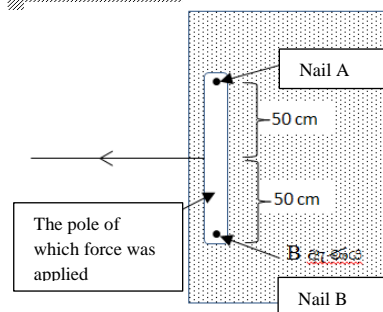 Nail A
50 cm
50 cm
The pole of
which force was
applied
B
Nail B